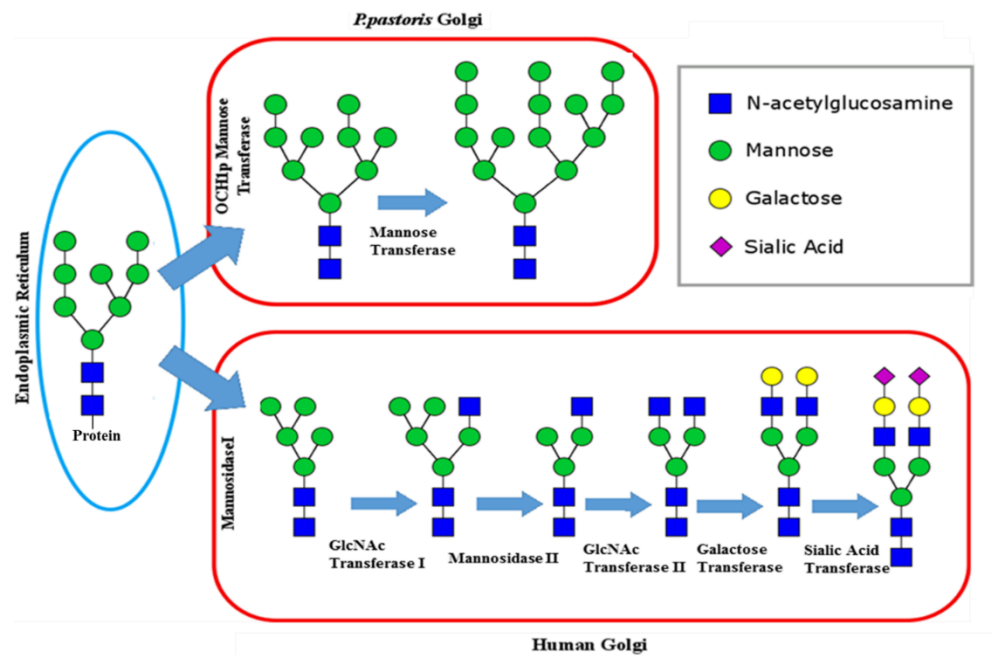 P.pastoris Golgi
OCH1p Mannose
Transferase
Mannose
Transferase
N-acetylglucosamine
Mannose
Galactose
Sialic Acid
Endoplasmic Reticulum
Protein
MannosidaseI
GlcNAc
Transferase I
Mannosidase II
GlcNAc
Transferase II
Galactose
Transferase
Sialic Acid
Transferase
Human Golgi